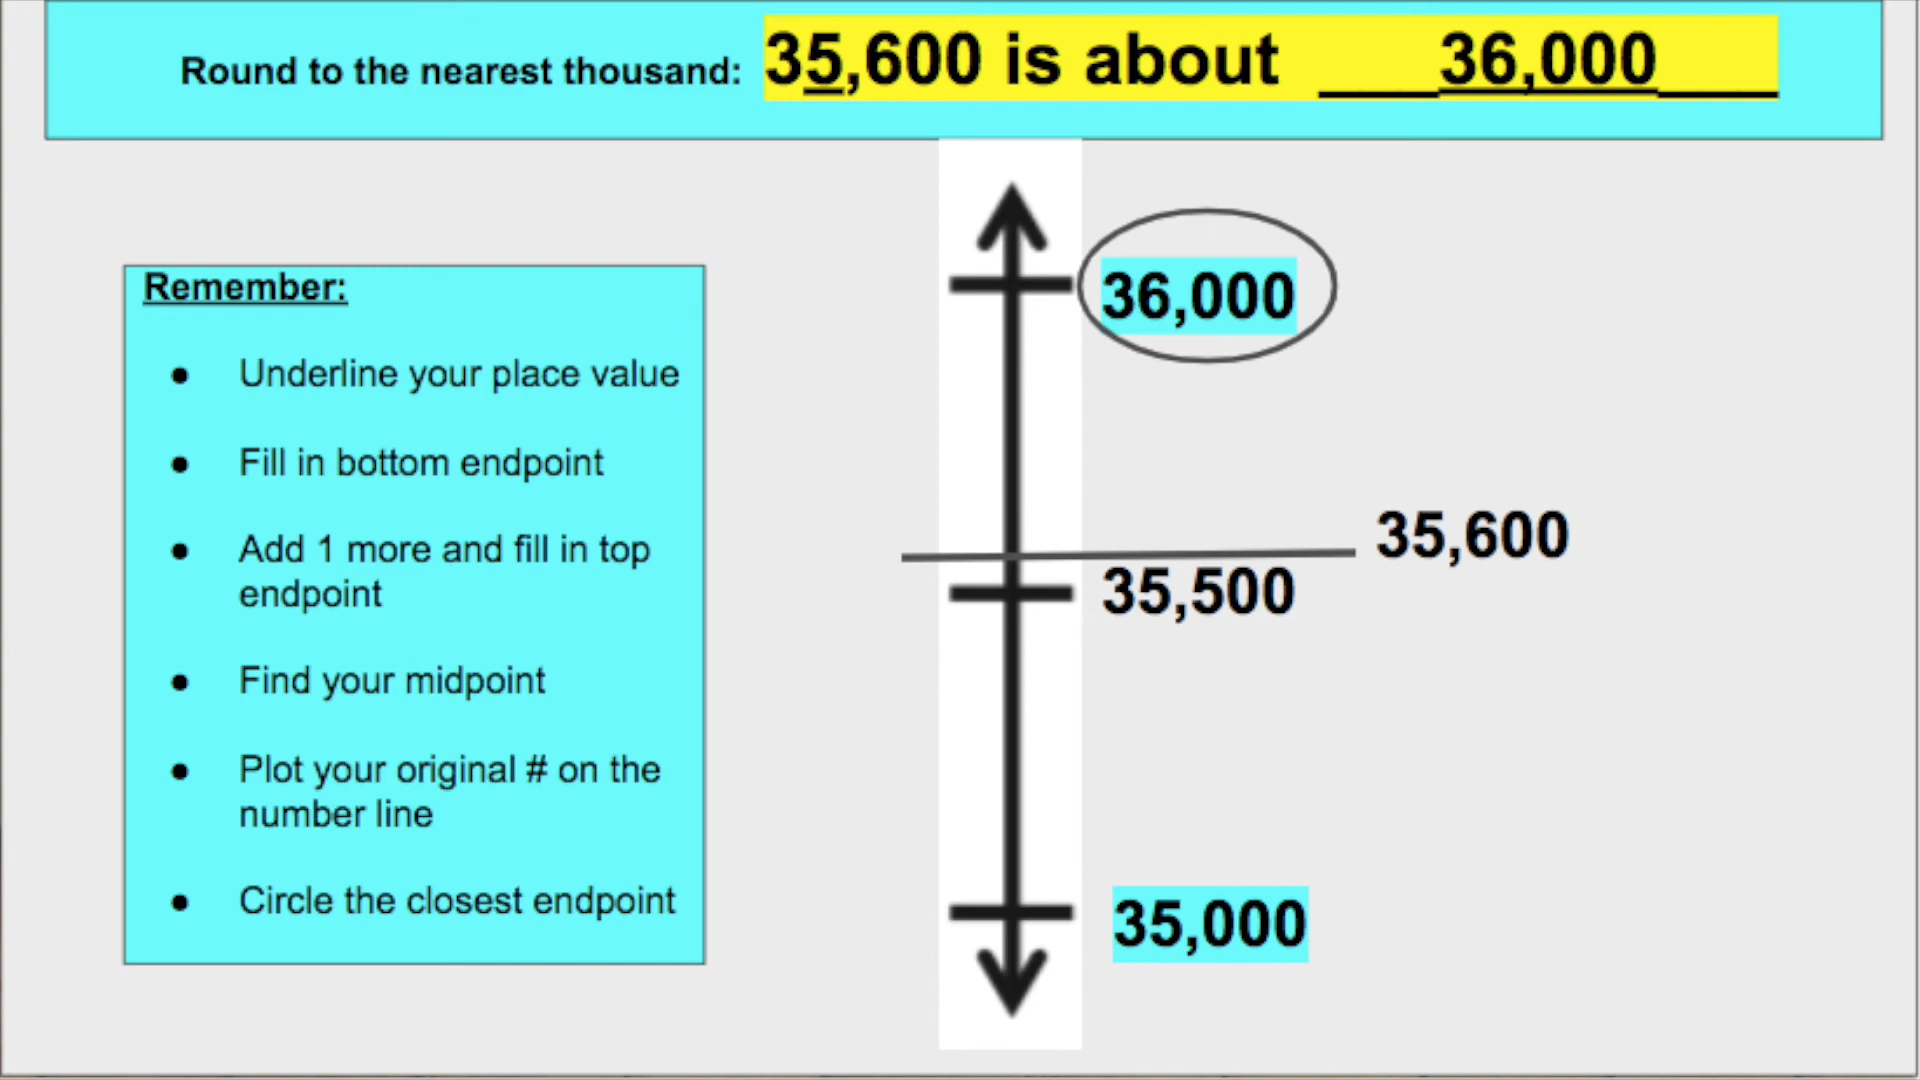 Round to the nearest thousand: 35,600 is about ____36,000____
Remember:
● Underline your place value
● Fill in bottom endpoint
● Add 1 more and fill in top
endpoint
● Find your midpoint
● Plot your original # on the
number line
● Circle the closest endpoint
36,000
35,600
35,500
35,000